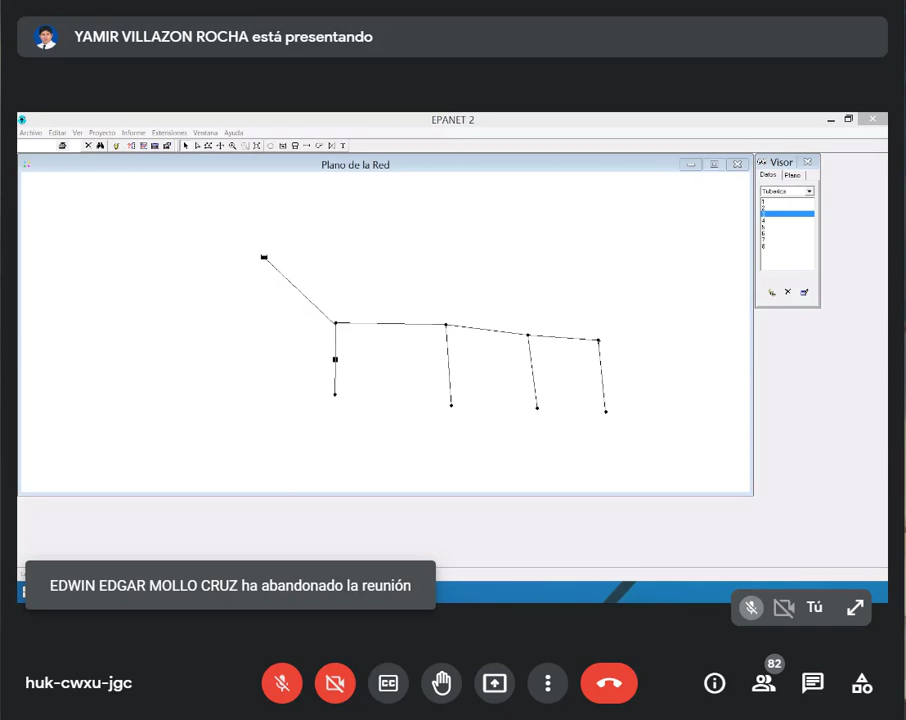 YAMIR VILLAZON ROCHA está presentando
EPANET 2
Archivo Editar Ver Proyecto Informe Extensiones Ventana Ayuda
T
Plano de la Red
Visor
Datos Plano
Tuberías
1
2
3
4
5
6
7
8
EDWIN EDGAR MOLLO CRUZ ha abandonado la reunión
Tú
huk-cwxu-jgc
82